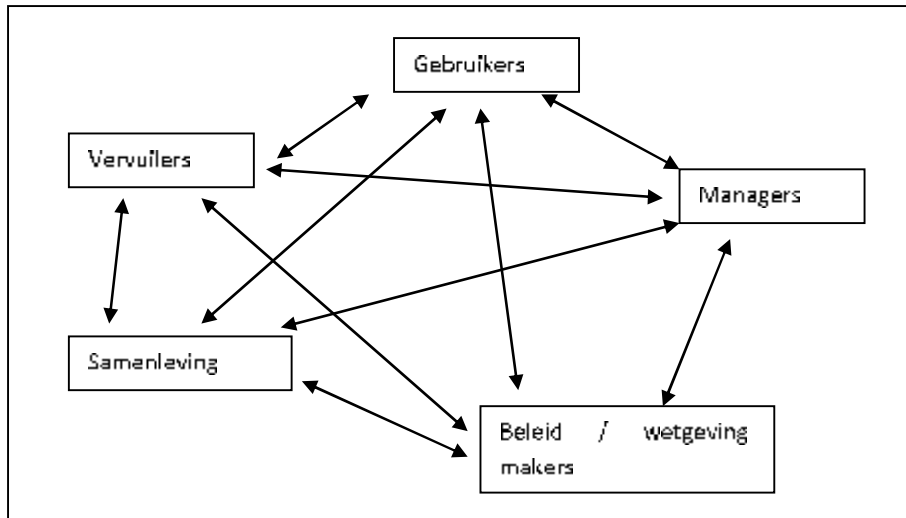 Gebruikers
Vervuilers
Managers
Samenleving
Beleid / wetgeving
makers